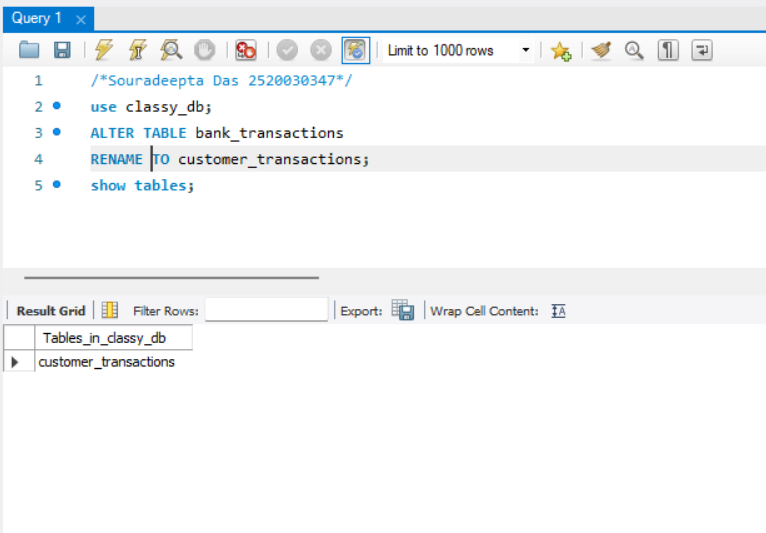 Query 1
Limit to 1000 rows
1 /*Souradeepta Das 2520030347*/
2 use classy_db;
3 ALTER TABLE bank_transactions
4 RENAME TO customer_transactions;
5 show tables;
Result Grid Filter Rows: Export: Wrap Cell Content:
Tables_in_classy_db
customer_transactions